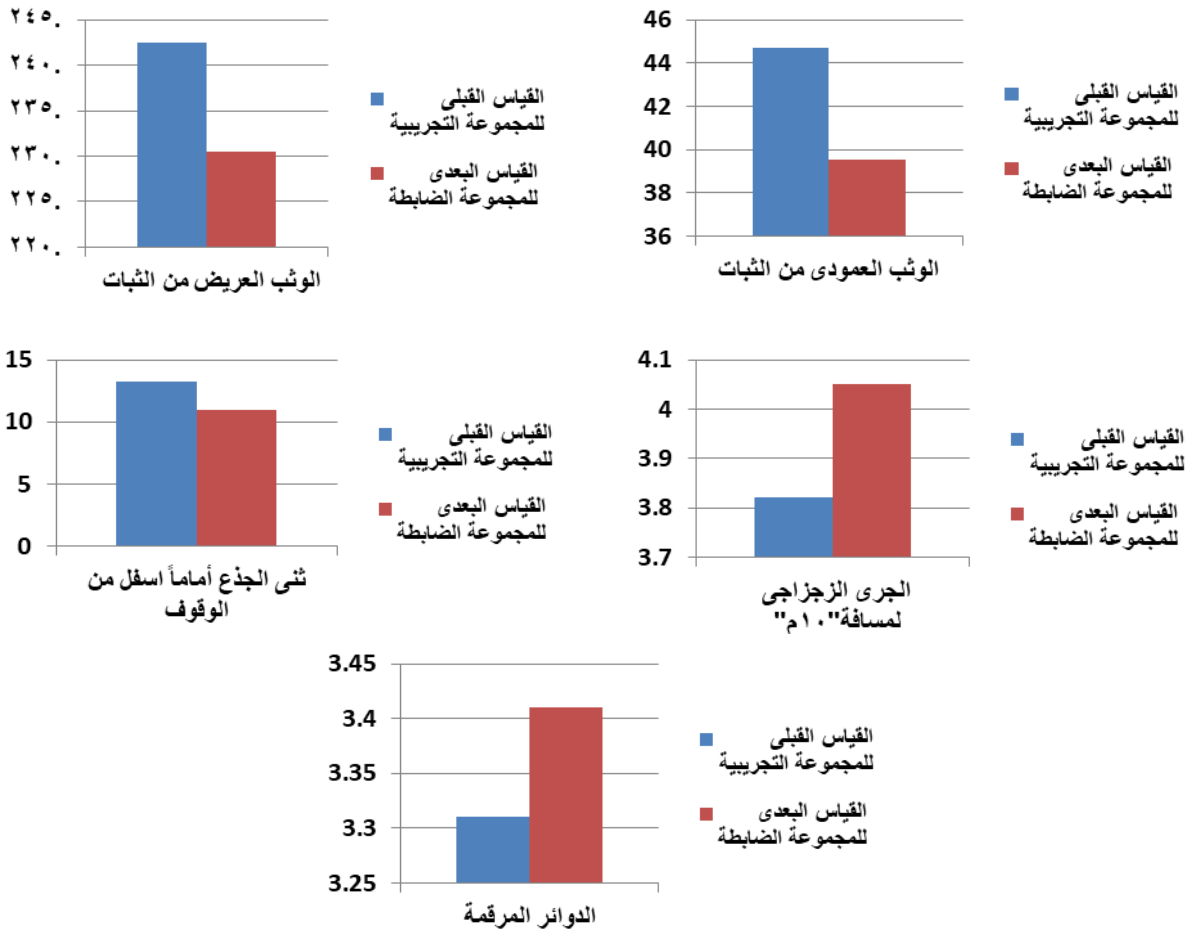 ٢٤٥.
٢٤٠.
٢٣٥.
٢٣٠.
٢٢٥.
٢٢٠.
القياس القبلى
للمجموعة التجريبية
القياس البعدى
للمجموعة الضابطة
الوثب العريض من الثبات
46
44
42
40
38
36
القياس القبلى
للمجموعة التجريبية
القياس البعدى
للمجموعة الضابطة
الوثب العمودى من الثبات
15
10
5
0
القياس القبلى
للمجموعة التجريبية
القياس البعدى
للمجموعة الضابطة
ثنى الجذع أماماً اسفل من
الوقوف
4.1
4
3.9
3.8
3.7
القياس القبلى
للمجموعة التجريبية
القياس البعدى
للمجموعة الضابطة
الجرى الزجزاجى
لمسافة"١٠م"
3.45
3.4
3.35
3.3
3.25
القياس القبلى
للمجموعة التجريبية
القياس البعدى
للمجموعة الضابطة
الدوائر المرقمة